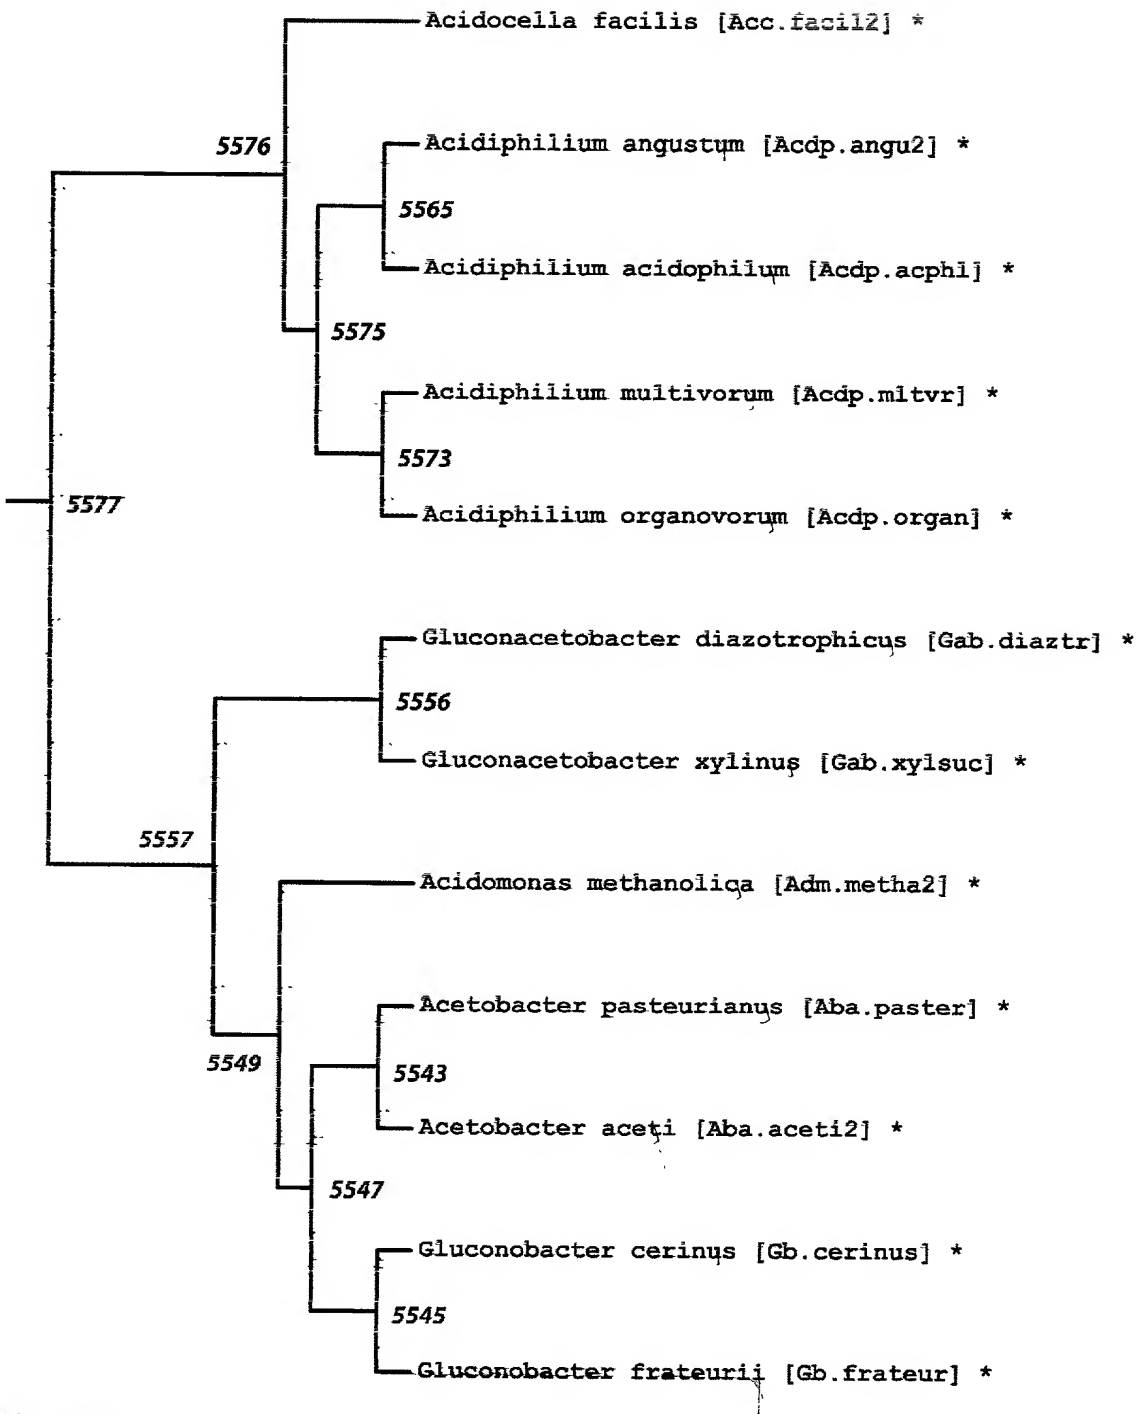 Acidocella facilis [Acc.facil2] *
5576
Acidiphilium angustum [Acdp.angu2] *
5565
Acidiphilium acidophilum [Acdp.acphl] *
5575
Acidiphilium multivorum [Acdp.mltvr] *
5573
5577
Acidiphilium organovorum [Acdp.organ] *
Gluconacetobacter diazotrophicus [Gab.diaztr] *
5556
Gluconacetobacter xylinus [Gab.xylsuc] *
5557
Acidomonas methanolica [Adm.metha2] *
Acetobacter pasteurianus [Aba.paster] *
5549
5543
Acetobacter aceti [Aba.aceti2] *
5547
Gluconobacter cerinus [Gb.cerinus] *
5545
Gluconobacter frateurii [Gb.frateur] *